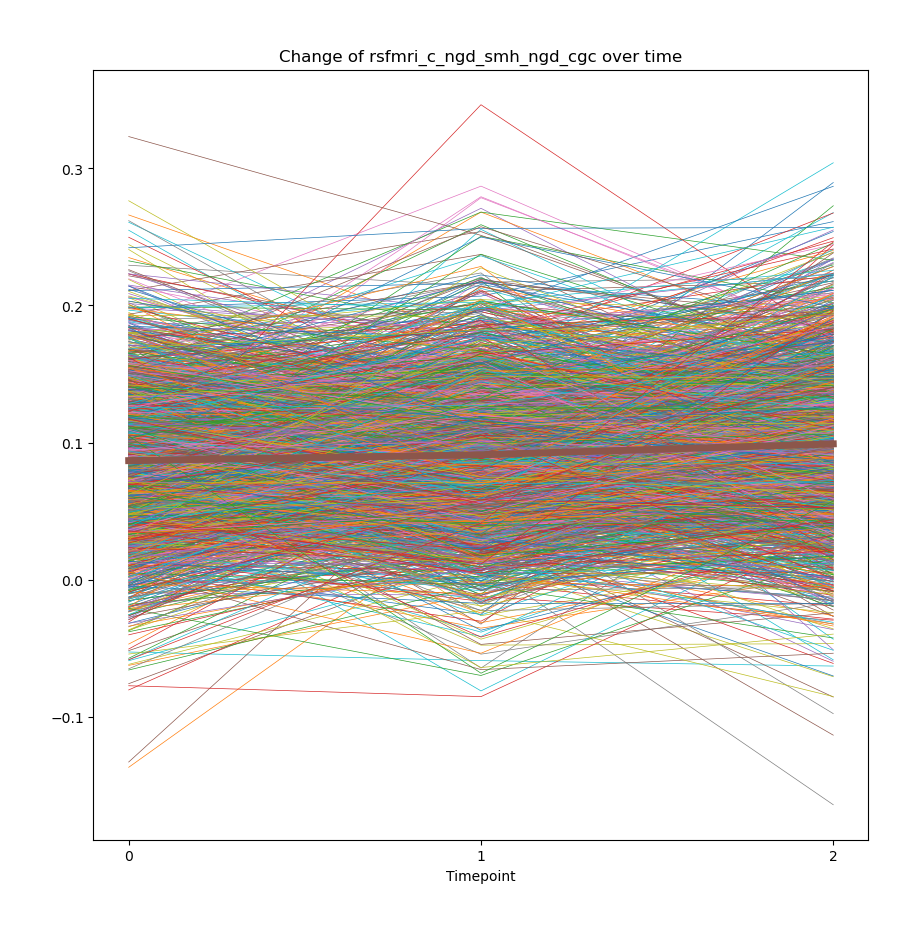 Change of rsfmri_c_ngd_smh_ngd_cgc over time
0.3
0.2
0.1
0.0
−0.1
0 1 2
Timepoint